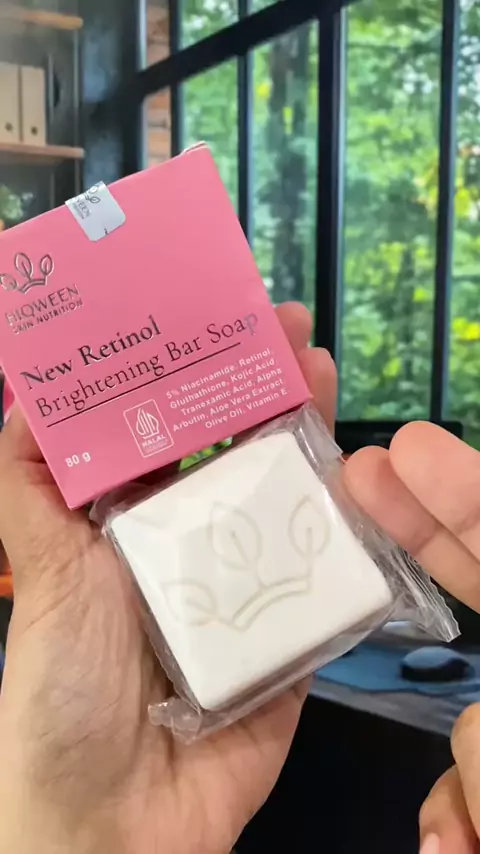 BIOWEEN
SKIN NUTRITION
New Retinol
Brightening Bar Soap
5% Niacinamide, Retinol,
Gluthathione, Kojic Acid,
Tranexamic Acid, Alpha
Arbutin, Aloe Vera Extract
Olive Oil, Vitamin E
HALAL
80 g